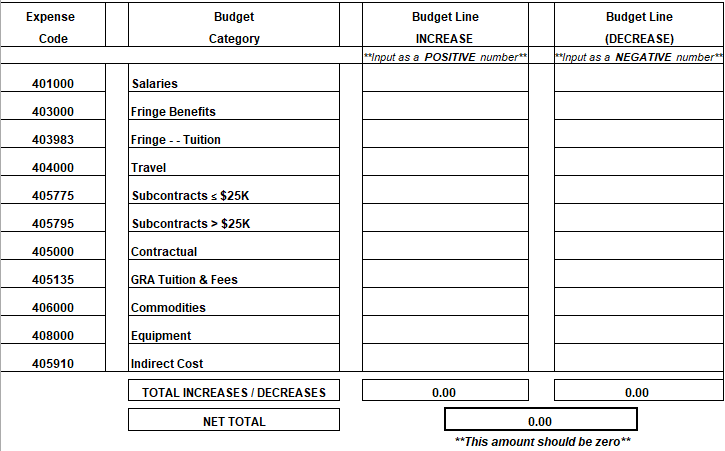 Expense Budget Budget Line Budget Line
Code Category INCREASE (DECREASE)
**Input as a POSITIVE number** **Input as a NEGATIVE number**
401000 Salaries
403000 Fringe Benefits
403983 Fringe - - Tuition
404000 Travel
405775 Subcontracts ≤ $25K
405795 Subcontracts > $25K
405000 Contractual
405135 GRA Tuition & Fees
406000 Commodities
408000 Equipment
405910 Indirect Cost
TOTAL INCREASES / DECREASES 0.00 0.00
NET TOTAL 0.00
**This amount should be zero**